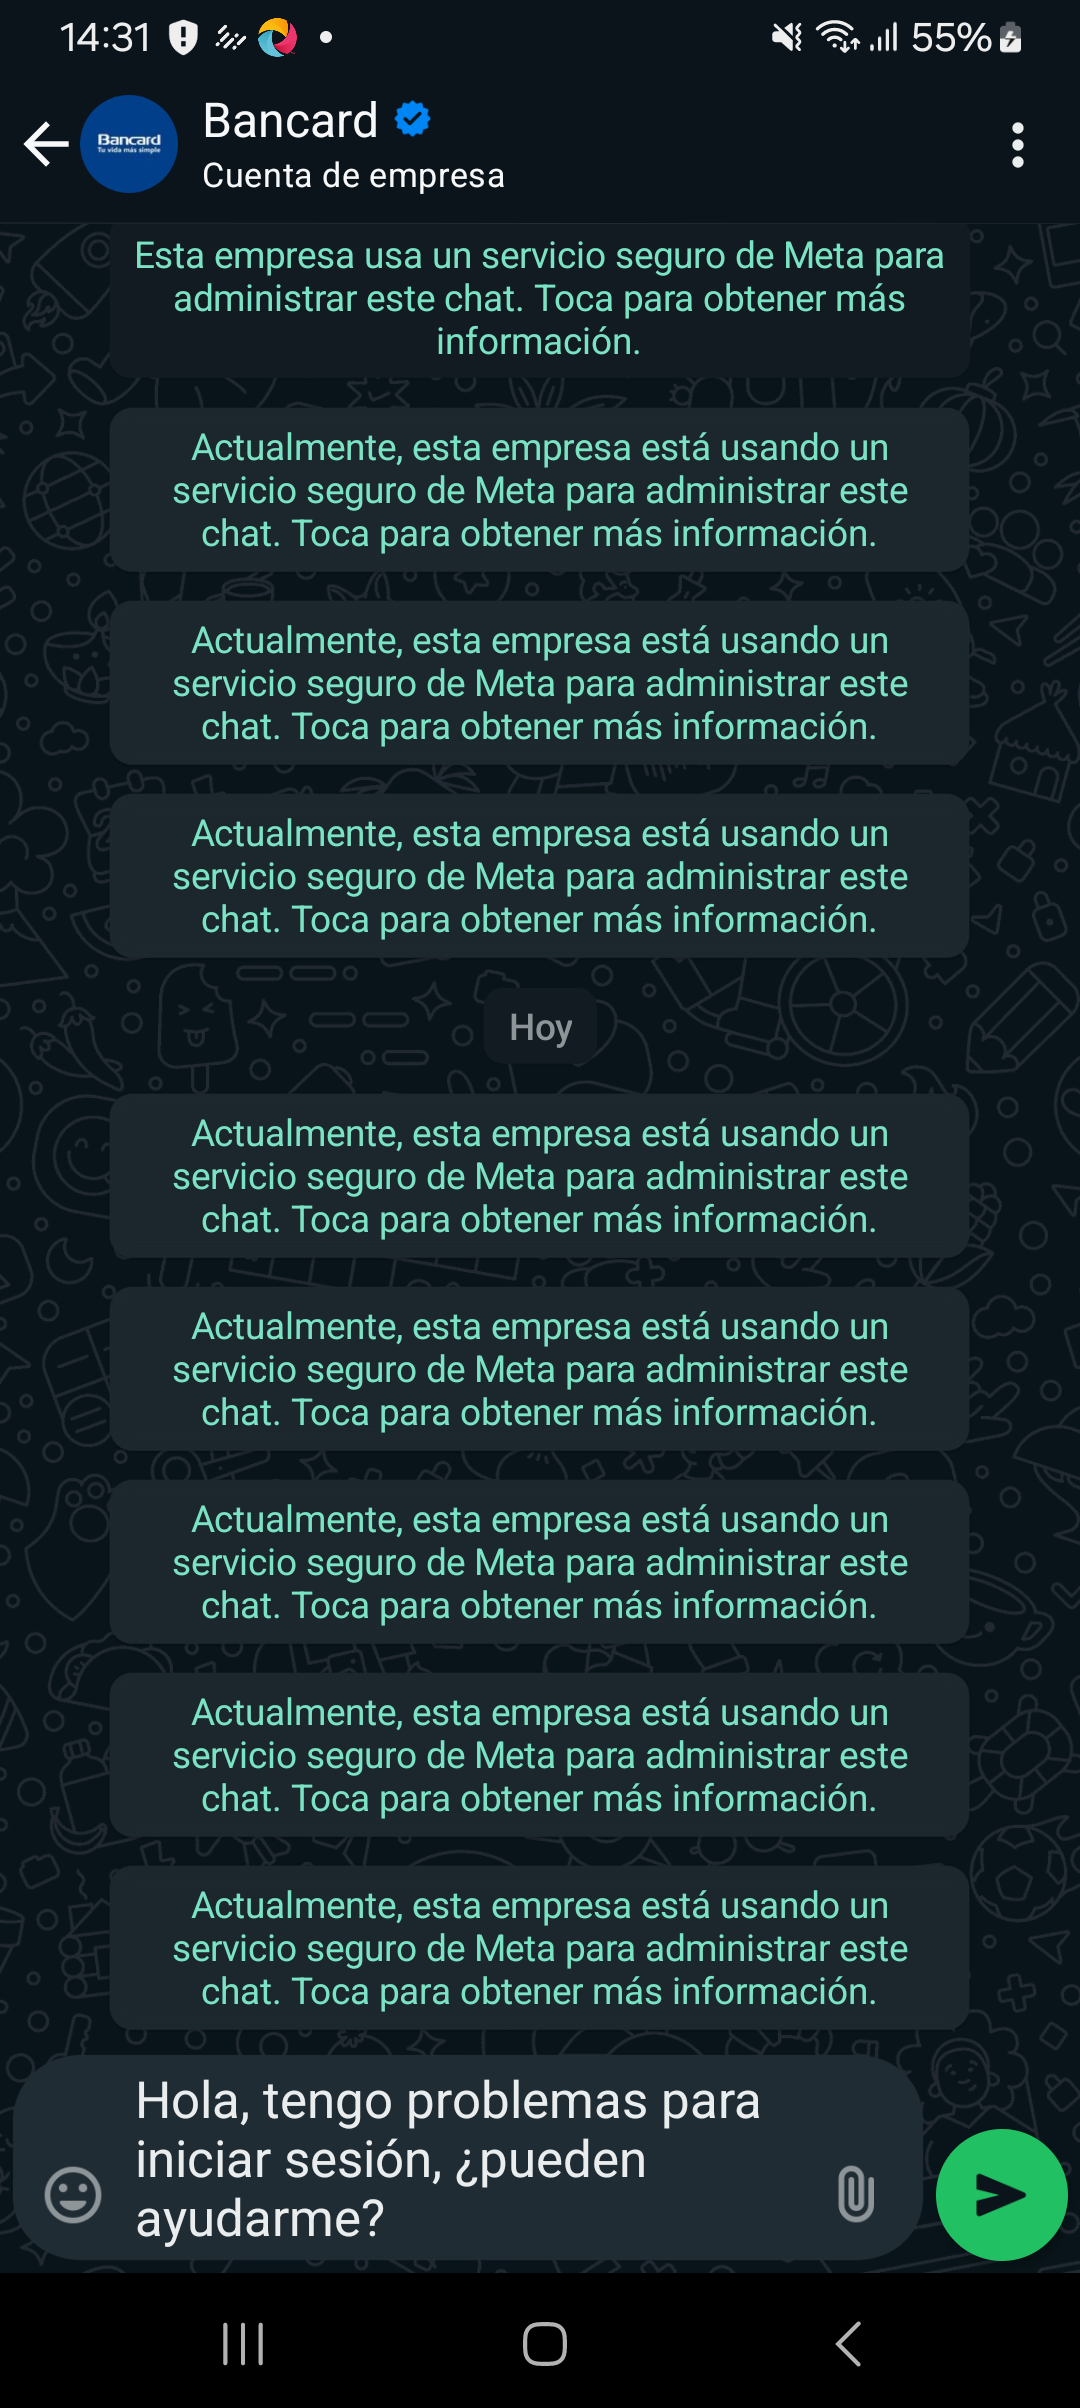 14:31
55%
Bancard
Tu vida más simple
Bancard
Cuenta de empresa
Esta empresa usa un servicio seguro de Meta para
administrar este chat. Toca para obtener más
información.
Actualmente, esta empresa está usando un
servicio seguro de Meta para administrar este
chat. Toca para obtener más información.
Actualmente, esta empresa está usando un
servicio seguro de Meta para administrar este
chat. Toca para obtener más información.
Actualmente, esta empresa está usando un
servicio seguro de Meta para administrar este
chat. Toca para obtener más información.
Hoy
Actualmente, esta empresa está usando un
servicio seguro de Meta para administrar este
chat. Toca para obtener más información.
Actualmente, esta empresa está usando un
servicio seguro de Meta para administrar este
chat. Toca para obtener más información.
Actualmente, esta empresa está usando un
servicio seguro de Meta para administrar este
chat. Toca para obtener más información.
Actualmente, esta empresa está usando un
servicio seguro de Meta para administrar este
chat. Toca para obtener más información.
Actualmente, esta empresa está usando un
servicio seguro de Meta para administrar este
chat. Toca para obtener más información.
Hola, tengo problemas para
iniciar sesión, ¿pueden
ayudarme?